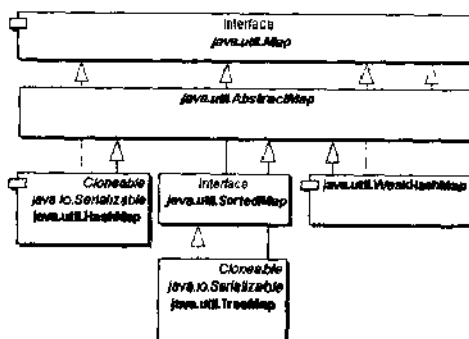 Interface
java.util.Map
java.util.AbstractMap
Cloneable
java.io.Serializable
java.util.HashMap
Interface
java.util.SortedMap
java.util.WeakHashMap
Cloneable
java.io.Serializable
java.util.TreeMap